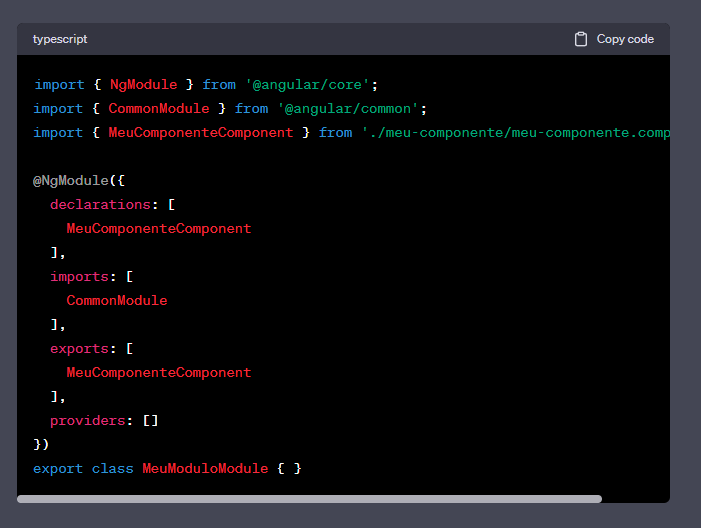 typescript
Copy code
import { NgModule } from '@angular/core';
import { CommonModule } from '@angular/common';
import { MeuComponenteComponent } from './meu-componente/meu-componente.comp
@NgModule({
  declarations: [
    MeuComponenteComponent
  ],
  imports: [
    CommonModule
  ],
  exports: [
    MeuComponenteComponent
  ],
  providers: []
})
export class MeuModuloModule { }